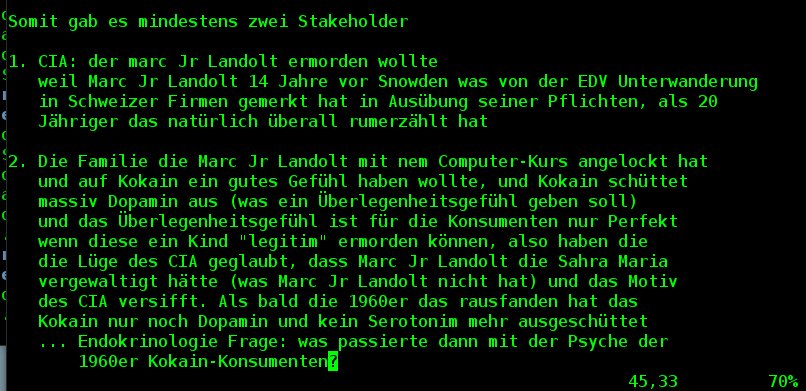 Somit gab es mindestens zwei Stakeholder
1. CIA: der marc Jr Landolt ermorden wollte
weil Marc Jr Landolt 14 Jahre vor Snowden was von der EDV Unterwanderung
in Schweizer Firmen gemerkt hat in Ausübung seiner Pflichten, als 20
Jähriger das natürlich überall rumerzählt hat
2. Die Familie die Marc Jr Landolt mit nem Computer-Kurs angelockt hat
und auf Kokain ein gutes Gefühl haben wollte, und Kokain schüttet
massiv Dopamin aus (was ein Überlegenheitsgefühl geben soll)
und das Überlegenheitsgefühl ist für die Konsumenten nur Perfekt
wenn diese ein Kind "legitim" ermorden können, also haben die
die Lüge des CIA geglaubt, dass Marc Jr Landolt die Sahra Maria
vergewaltigt hätte (was Marc Jr Landolt nicht hat) und das Motiv
des CIA versifft. Als bald die 1960er das rausfanden hat das
Kokain nur noch Dopamin und kein Serotonim mehr ausgeschüttet
... Endokrinologie Frage: was passierte dann mit der Psyche der
1960er Kokain-Konsumenten?
45,33 70%